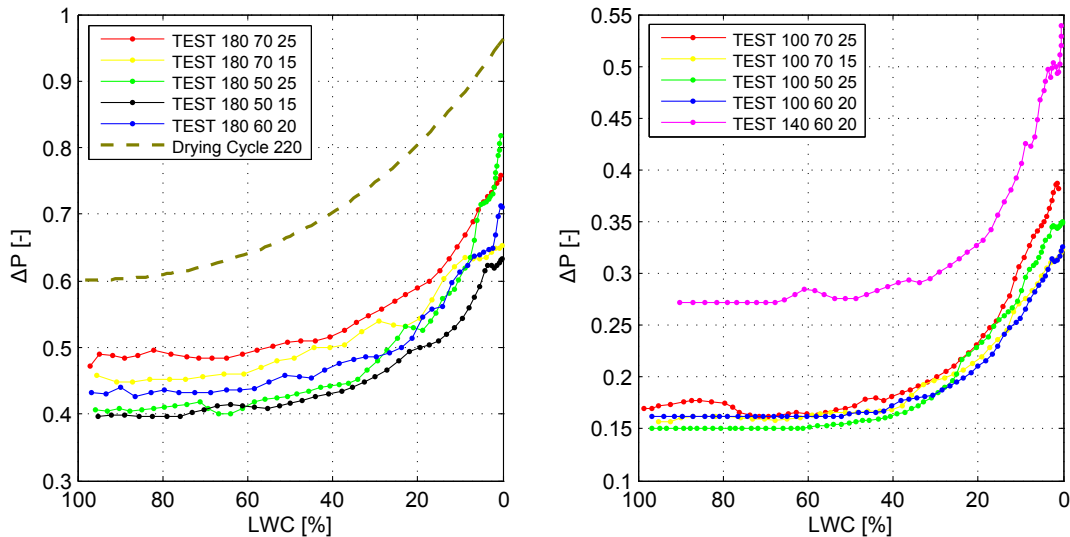 1
0.9
0.8
0.7
0.6
0.5
0.4
0.3
ΔP [-]
TEST 180 70 25
TEST 180 70 15
TEST 180 50 25
TEST 180 50 15
TEST 180 60 20
Drying Cycle 220
100 80 60 40 20 0
LWC [%]
0.55
0.5
0.45
0.4
0.35
0.3
0.25
0.2
0.15
0.1
ΔP [-]
TEST 100 70 25
TEST 100 70 15
TEST 100 50 25
TEST 100 60 20
TEST 140 60 20
100 80 60 40 20 0
LWC [%]